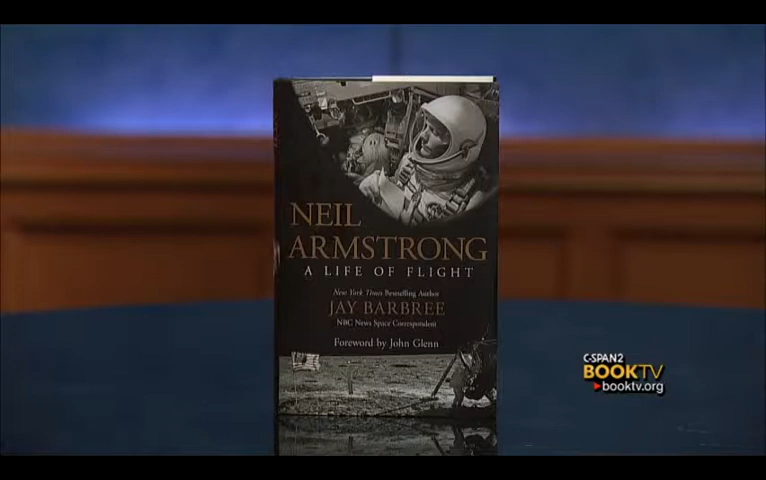 NEIL
ARMSTRONG
A LIFE OF FLIGHT
New York Times Bestselling Author
JAY BARBREE
NBC News Space Correspondent
Foreword by John Glenn
C-SPAN2
BOOKTV
booktv.org